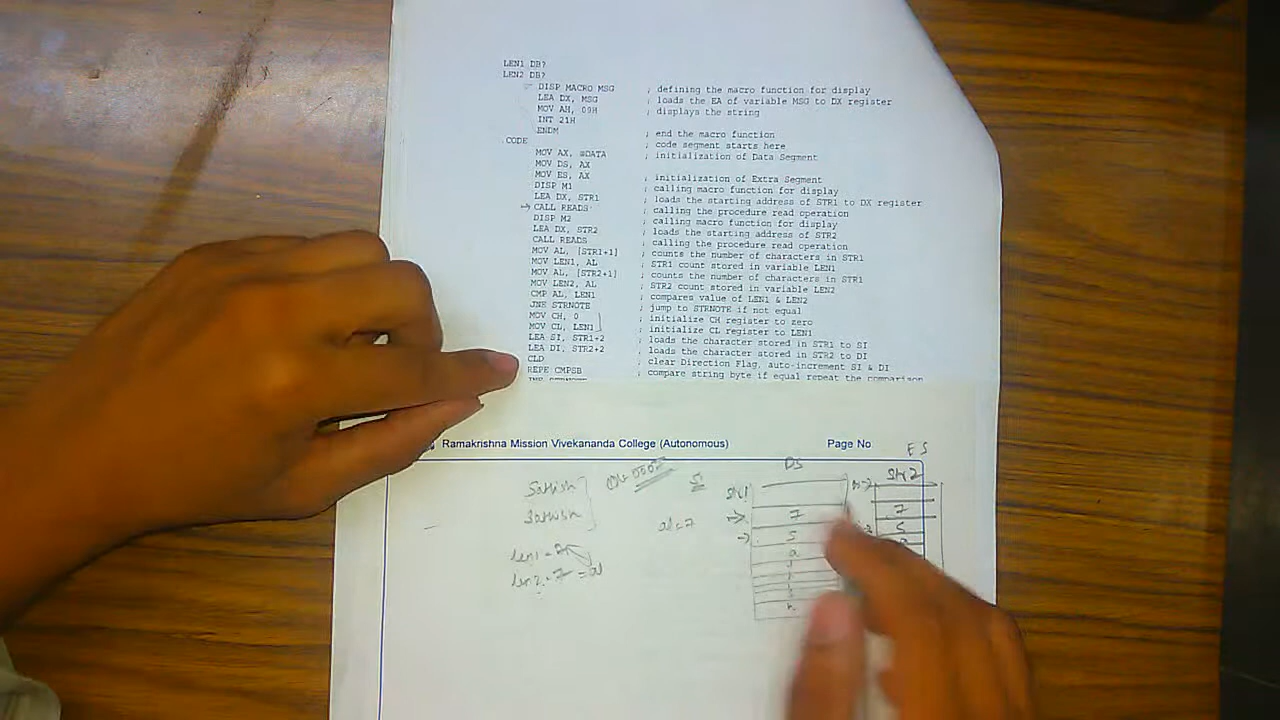 LEN1 DB?
LEN2 DB?
DISP MACRO MSG ; defining the macro function for display
LEA DX, MSG ; loads the EA of variable MSG to DX register
MOV AH, 09H ; displays the string
INT 21H
ENDM ; end the macro function
.CODE ; code segment starts here
MOV AX, @DATA ; initialization of Data Segment
MOV DS, AX
MOV ES, AX ; initialization of Extra Segment
DISP M1 ; calling macro function for display
LEA DX, STR1 ; loads the starting address of STR1 to DX register
CALL READS ; calling the procedure read operation
DISP M2 ; calling macro function for display
LEA DX, STR2 ; loads the starting address of STR2
CALL READS ; calling the procedure read operation
MOV AL, [STR1+1] ; counts the number of characters in STR1
MOV LEN1, AL ; STR1 count stored in variable LEN1
MOV AL, [STR2+1] ; counts the number of characters in STR1
MOV LEN2, AL ; STR2 count stored in variable LEN2
CMP AL, LEN1 ; compares value of LEN1 & LEN2
JNE STRNOTE ; jump to STRNOTE if not equal
MOV CH, 0 ; initialize CH register to zero
MOV CL, LEN1 ; initialize CL register to LEN1
LEA SI, STR1+2 ; loads the character stored in STR1 to SI
LEA DI, STR2+2 ; loads the character stored in STR2 to DI
CLD ; clear Direction Flag, auto-increment SI & DI
REPE CMPSB ; compare string byte if equal repeat the comparison
Ramakrishna Mission Vivekananda College (Autonomous) Page No
ES
DS
Str2
Str1
7
7
al=7
S
S
a
len1=7
len2=7=al
h